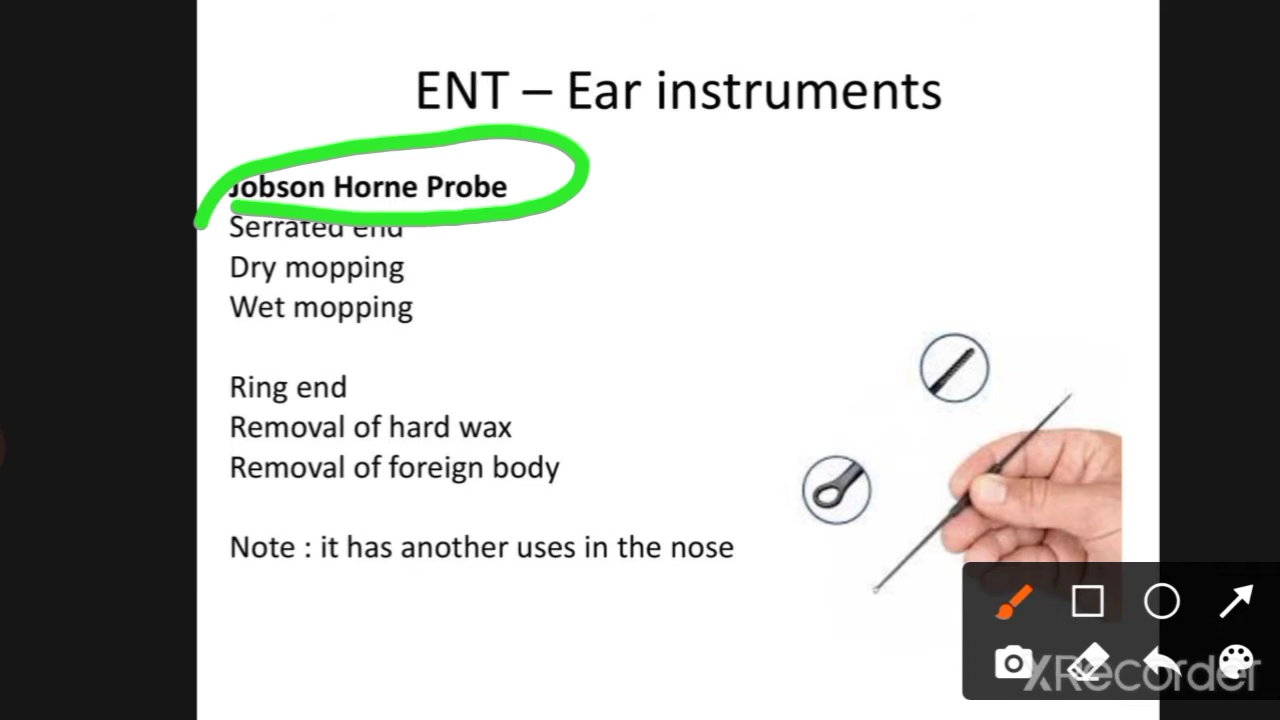 ENT – Ear instruments
Jobson Horne Probe
Serrated end
Dry mopping
Wet mopping
Ring end
Removal of hard wax
Removal of foreign body
Note : it has another uses in the nose
XRecorder